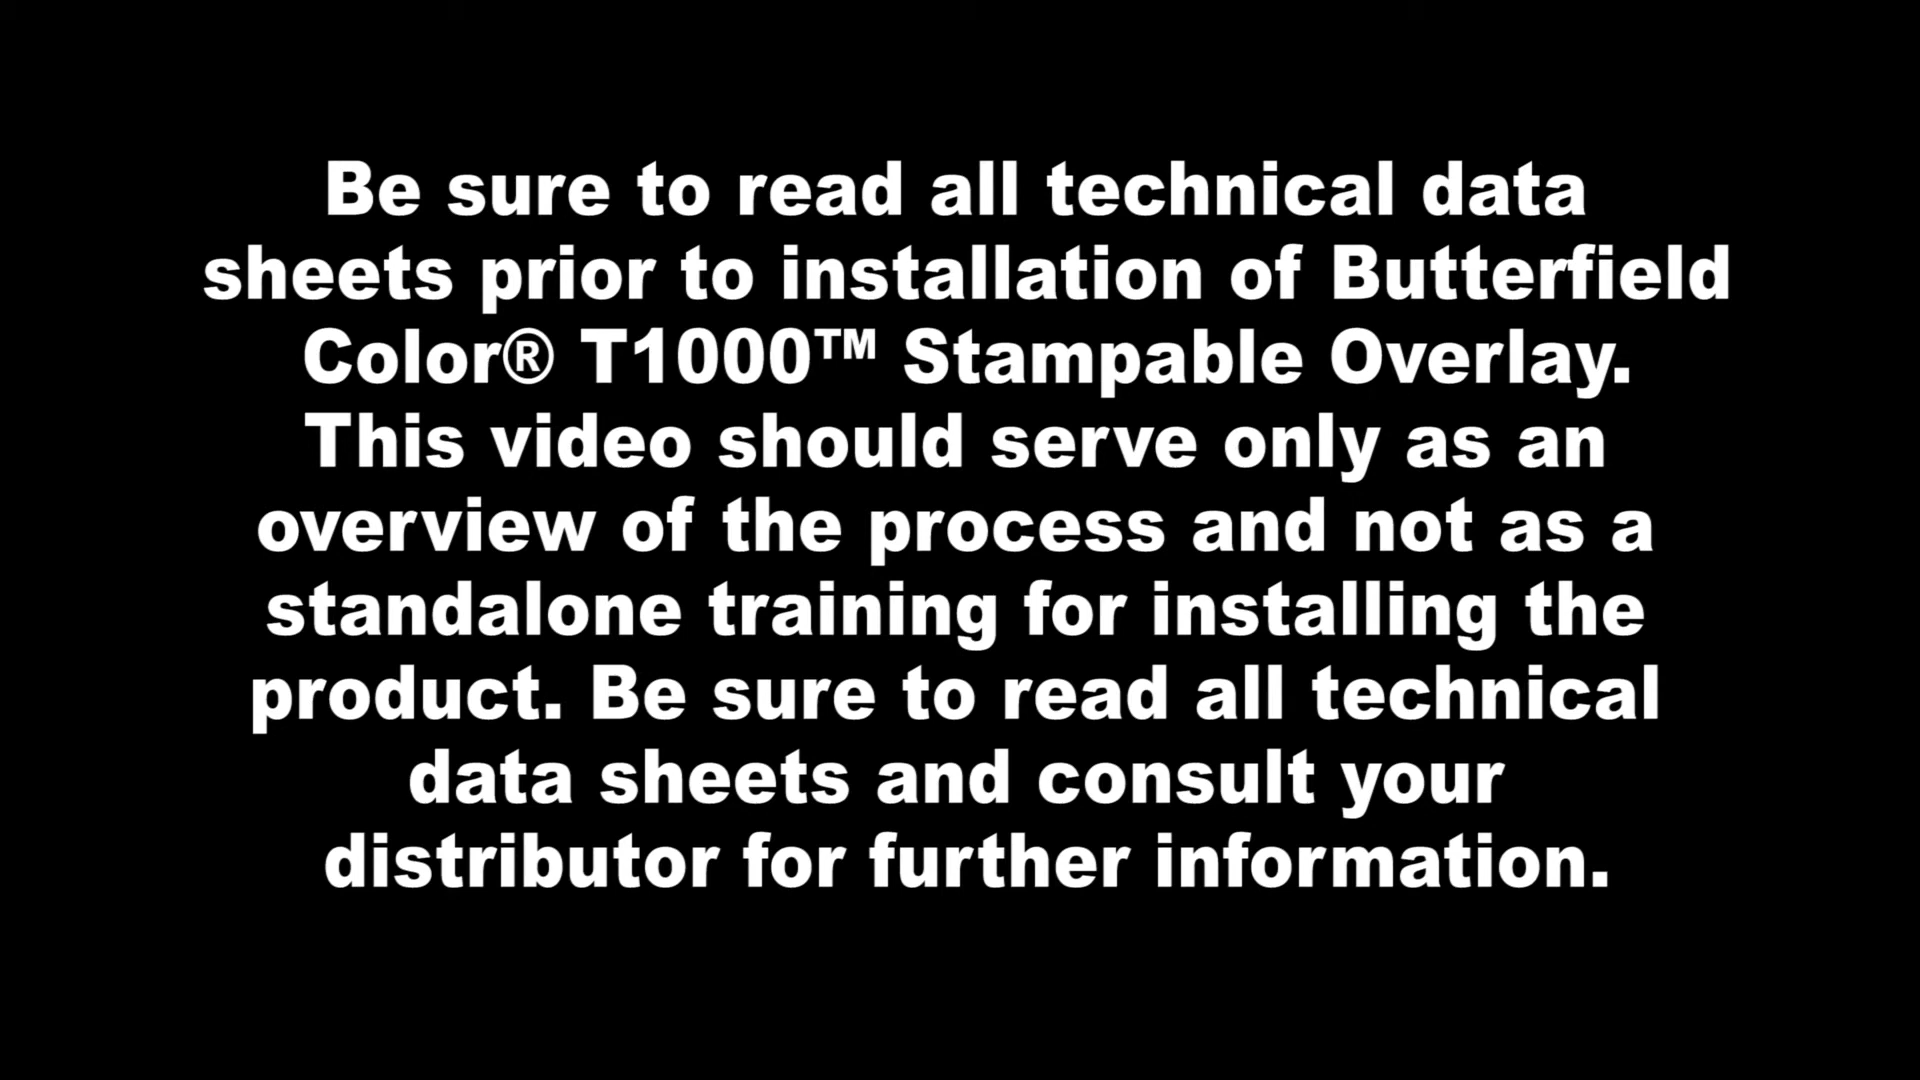 Be sure to read all technical data
sheets prior to installation of Butterfield
Color® T1000™ Stampable Overlay.
This video should serve only as an
overview of the process and not as a
standalone training for installing the
product. Be sure to read all technical
data sheets and consult your
distributor for further information.